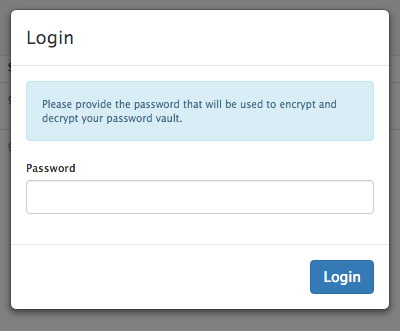 Login
Please provide the password that will be used to encrypt and
decrypt your password vault.
Password
Login